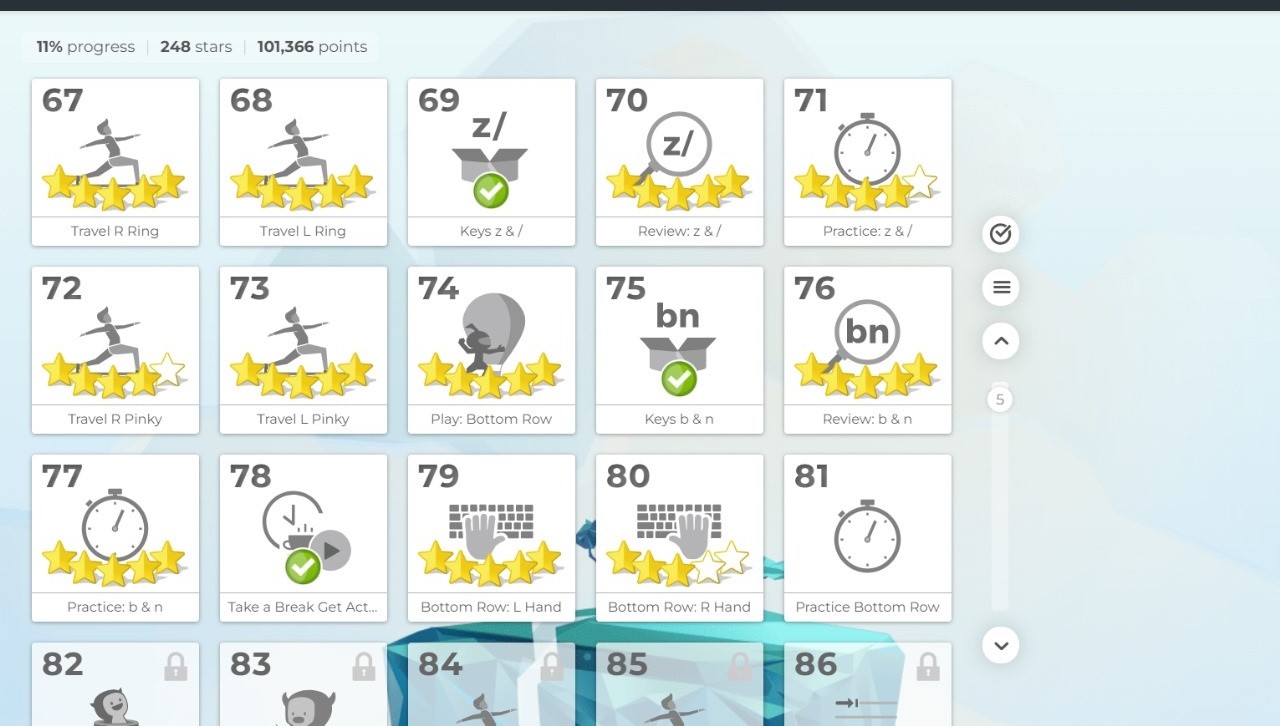 11% progress 248 stars 101,366 points
67 68 69 70 71
z/ z/
Travel R Ring Travel L Ring Keys z & / Review: z & / Practice: z & /
72 73 74 75 76
bn bn
Travel R Pinky Travel L Pinky Play: Bottom Row Keys b & n Review: b & n
5
77 78 79 80 81
Practice: b & n Take a Break Get Act... Bottom Row: L Hand Bottom Row: R Hand Practice Bottom Row
82 83 84 85 86